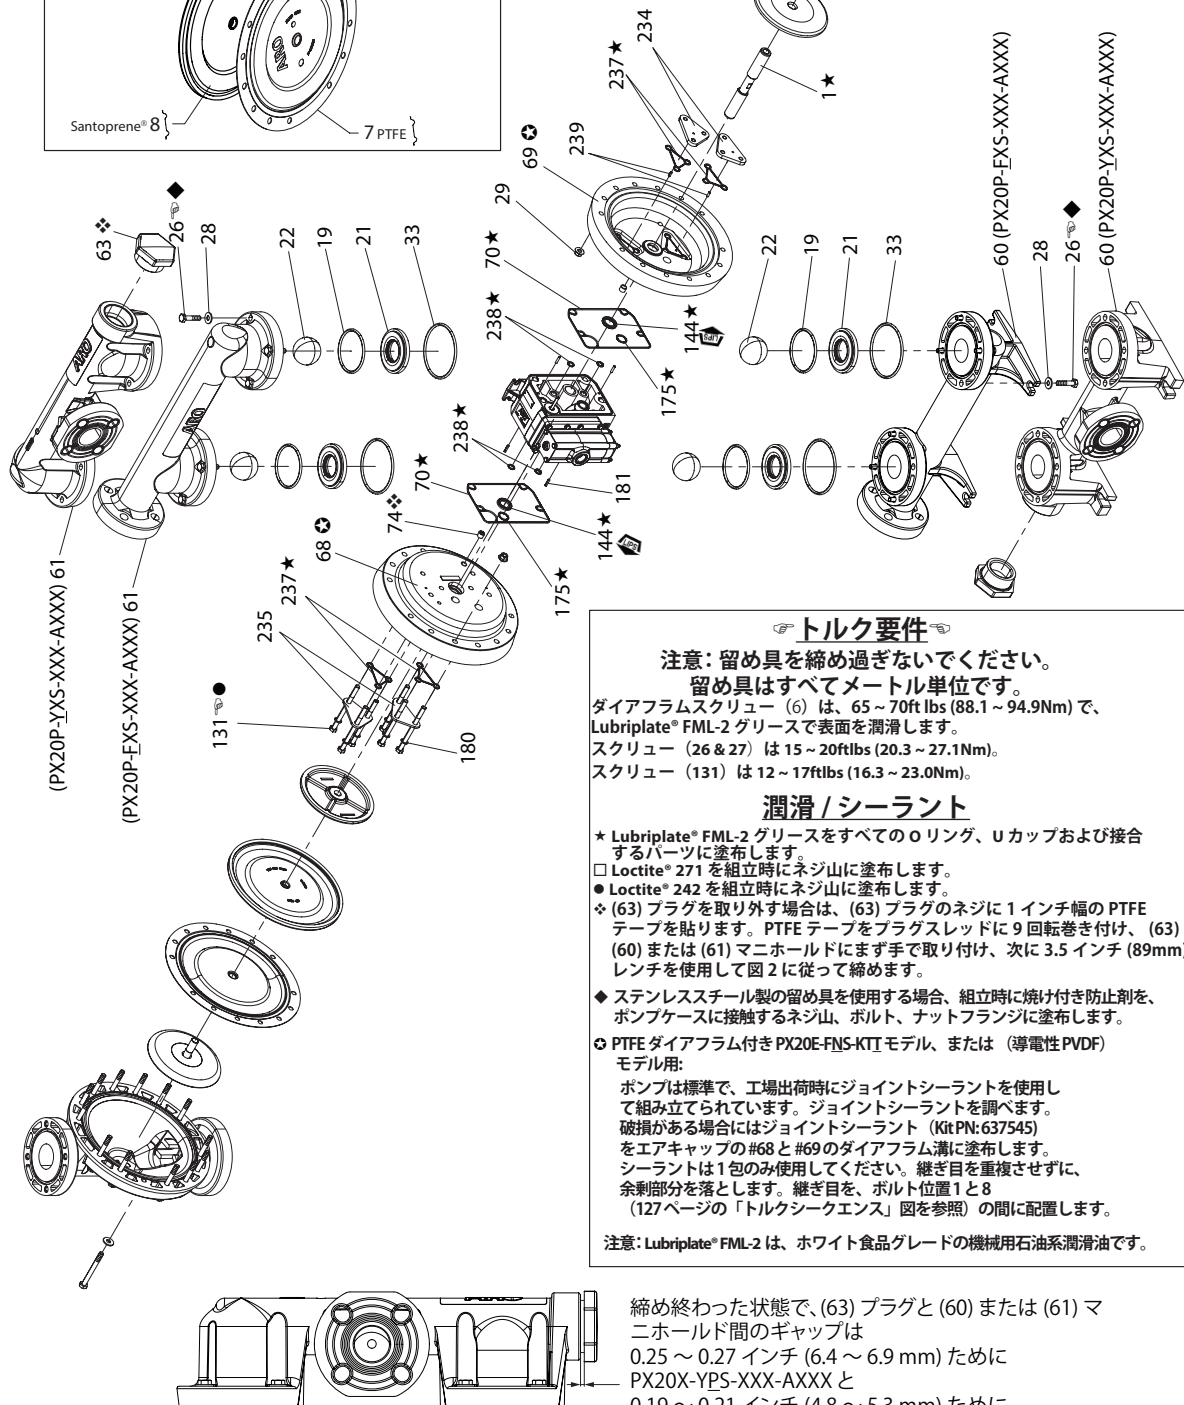 Santoprene® 8
7 PTFE
ARO
234
237★
1★
239
69 ✪
29
70★
238★
144★
LIPS
175★
63 ❖
26 ◆
28
22
19
21
33
22
19
21
33
60 (PX20P-FXS-XXX-AXXX)
28
26 ◆
60 (PX20P-YXS-XXX-AXXX)
ARO
ARO
238★
70★
74❖
68 ✪
237★
235
181
144★
LIPS
175★
131 ●
180
(PX20P-YXS-XXX-AXXX) 61
(PX20P-FXS-XXX-AXXX) 61
☞トルク要件☜
注意：留め具を締め過ぎないでください。
留め具はすべてメートル単位です。
ダイアフラムスクリュー（6）は、65 ~ 70ft lbs (88.1 ~ 94.9Nm) で、
Lubriplate® FML-2 グリースで表面を潤滑します。
スクリュー（26 & 27）は 15 ~ 20ftlbs (20.3 ~ 27.1Nm)。
スクリュー（131）は 12 ~ 17ftlbs (16.3 ~ 23.0Nm)。
潤滑 / シーラント
★ Lubriplate® FML-2 グリースをすべての O リング、U カップおよび接合
するパーツに塗布します。
□ Loctite® 271 を組立時にネジ山に塗布します。
● Loctite® 242 を組立時にネジ山に塗布します。
❖ (63) プラグを取り外す場合は、(63) プラグのネジに 1 インチ幅の PTFE
テープを貼ります。PTFE テープをプラグスレッドに 9 回転巻き付け、(63)
(60) または (61) マニホールドにまず手で取り付け、次に 3.5 インチ (89mm)
レンチを使用して図 2 に従って締めます。
◆ ステンレススチール製の留め具を使用する場合、組立時に焼け付き防止剤を、
ポンプケースに接触するネジ山、ボルト、ナットフランジに塗布します。
✪ PTFE ダイアフラム付き PX20E-FNS-KTT モデル、または （導電性 PVDF）
モデル用:
ポンプは標準で、工場出荷時にジョイントシーラントを使用し
て組み立てられています。ジョイントシーラントを調べます。
破損がある場合にはジョイントシーラント（Kit PN: 637545)
をエアキャップの #68 と #69 のダイアフラム溝に塗布します。
シーラントは 1 包のみ使用してください。継ぎ目を重複させずに、
余剰部分を落とします。継ぎ目を、ボルト位置 1 と 8
（127 ページの「トルクシークエンス」図を参照）の間に配置します。
注意：Lubriplate® FML-2 は、ホワイト食品グレードの機械用石油系潤滑油です。
締め終わった状態で、(63) プラグと (60) または (61) マ
ニホールド間のギャップは
0.25 ～ 0.27 インチ (6.4 ～ 6.9 mm) ために
PX20X-YPS-XXX-AXXX と
0.19 ～ 0.21 インチ (4.8 ～ 5.3 mm) ために